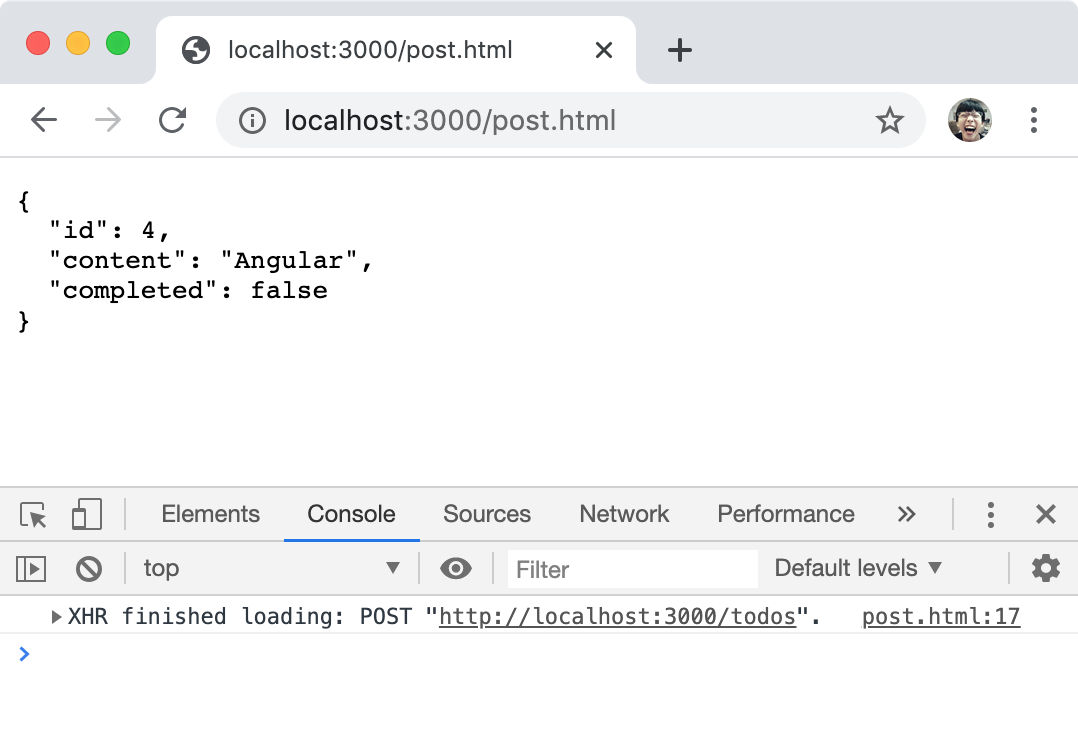 localhost:3000/post.html
localhost:3000/post.html
{
  "id": 4,
  "content": "Angular",
  "completed": false
}
Elements Console Sources Network Performance
top Filter Default levels
XHR finished loading: POST "http://localhost:3000/todos". post.html:17